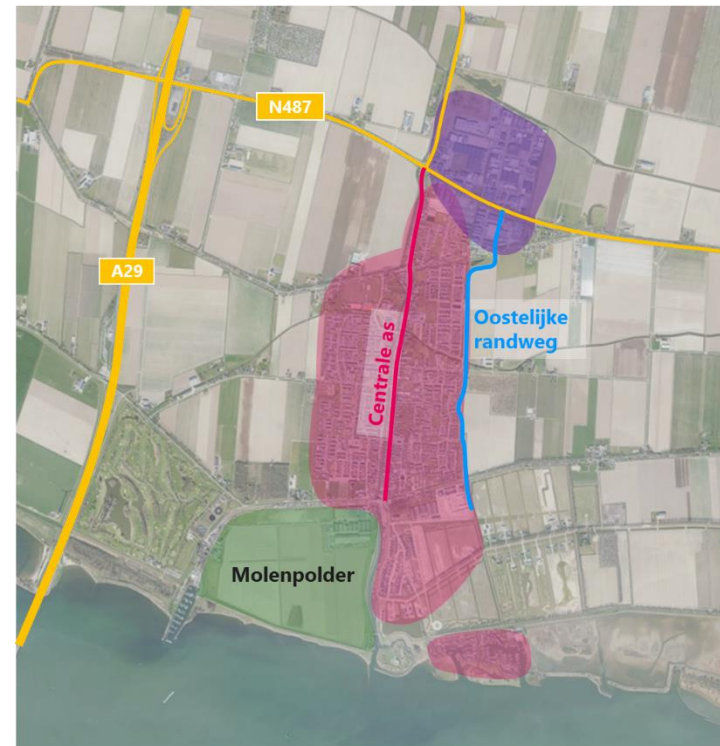 N487
A29
Oostelijke
randweg
Centrale as
Molenpolder